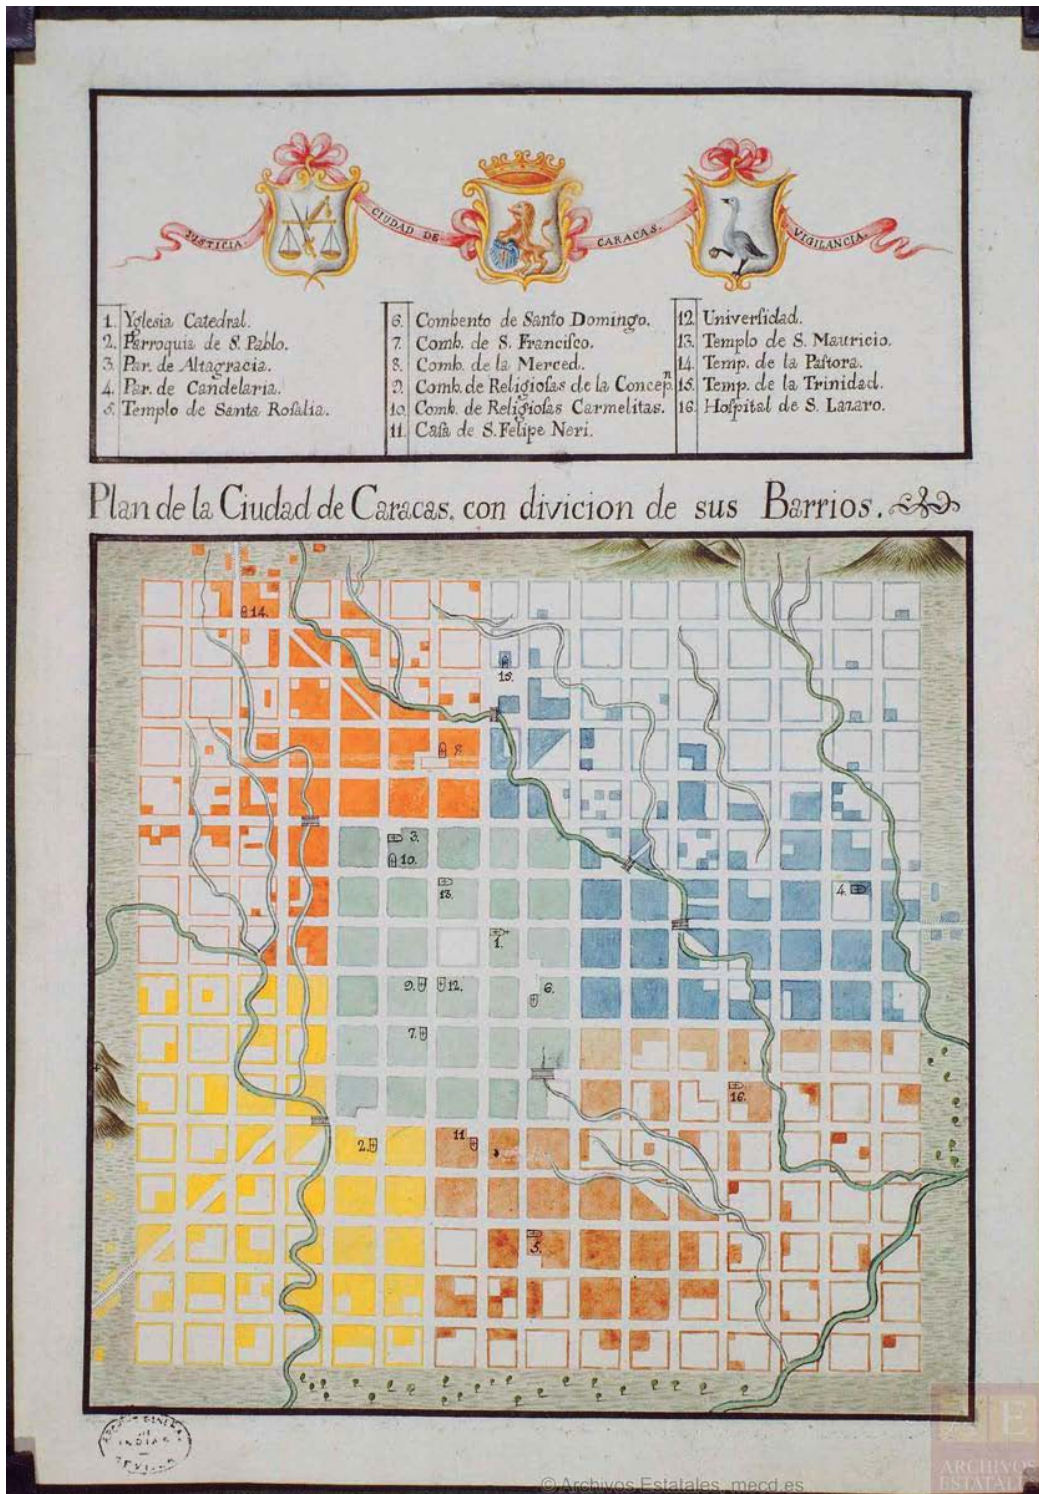 JUSTICIA.
CIUDAD DE
CARACAS.
VIGILANCIA.
1. Yglesia Catedral.
2. Parroquia de S. Pablo.
3. Par. de Altagracia.
4. Par. de Candelaria.
5. Templo de Santa Rosalia.
6. Combento de Santo Domingo.
7. Comb. de S. Francisco.
8. Comb. de la Merced.
9. Comb. de Religiosas de la Concepn.
10. Comb. de Religiosas Carmelitas.
11. Casa de S. Felipe Neri.
12. Universidad.
13. Templo de S. Mauricio.
14. Temp. de la Pastora.
15. Temp. de la Trinidad.
16. Hospital de S. Lazaro.
Plan de la Ciudad de Caracas, con divicion de sus Barrios.
14.
15.
8.
3.
10.
13.
4.
1.
9.
12.
6.
7.
16.
11
2.
5.
INDIAS
SEVILLA
© Archivos Estatales, mecd.es
ARCHIVOS
ESTATALES